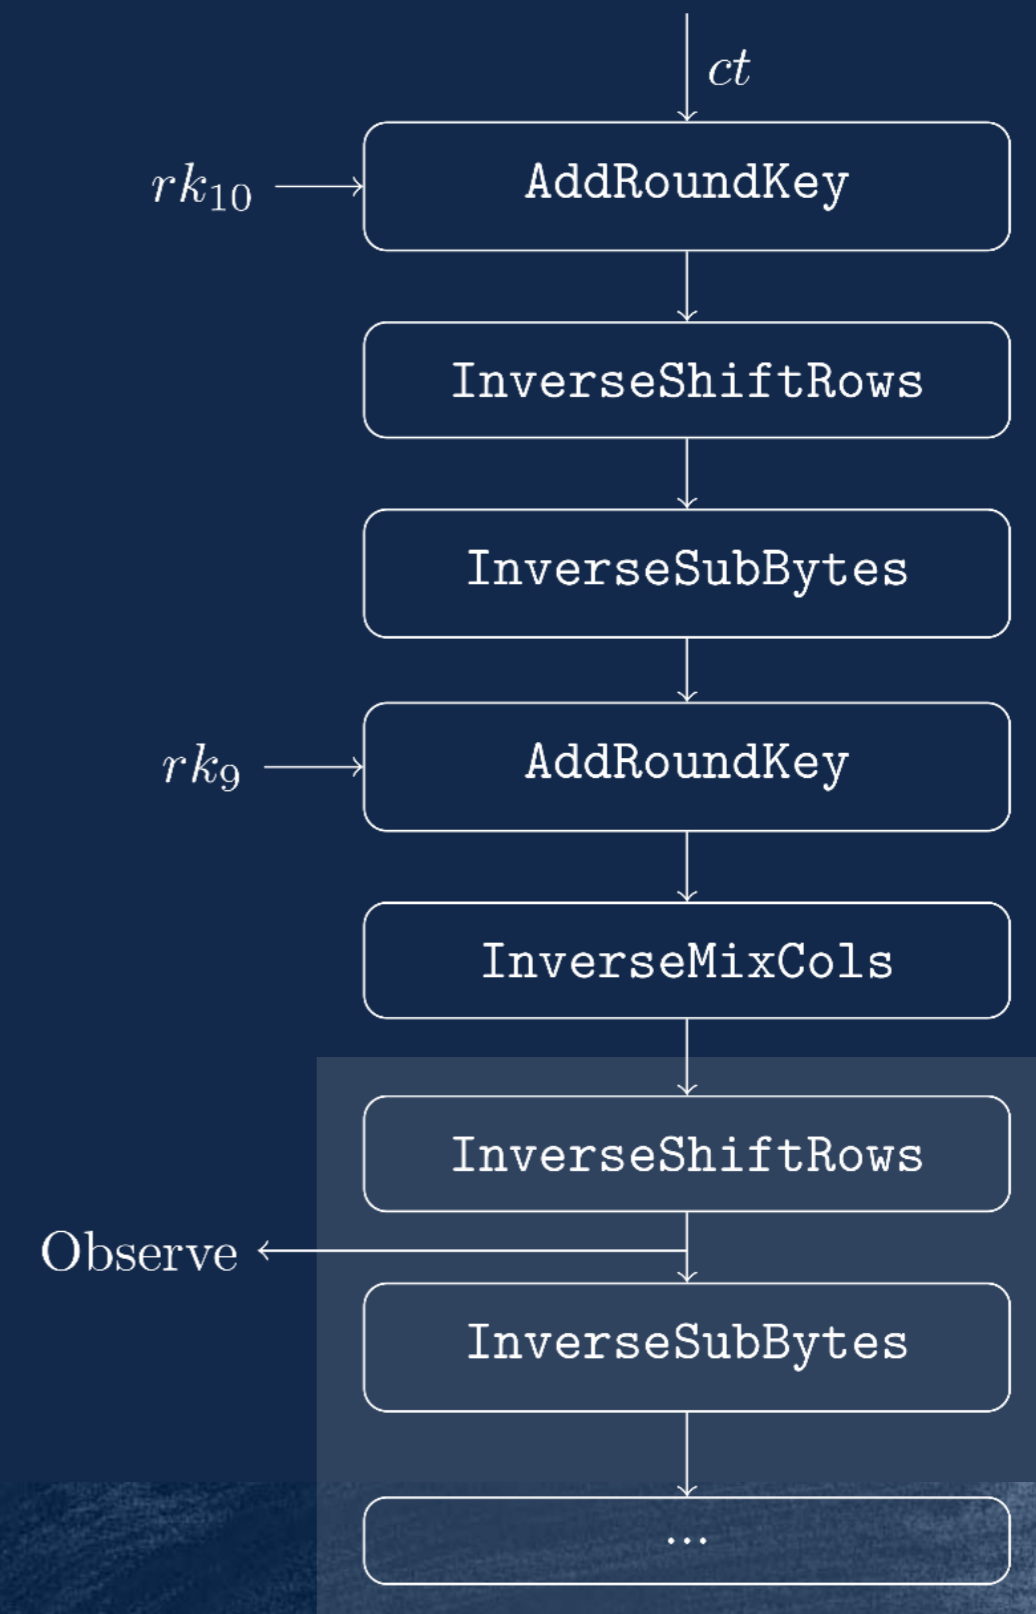 ct
rk₁₀
AddRoundKey
InverseShiftRows
InverseSubBytes
rk₉
AddRoundKey
InverseMixCols
InverseShiftRows
Observe
InverseSubBytes
...